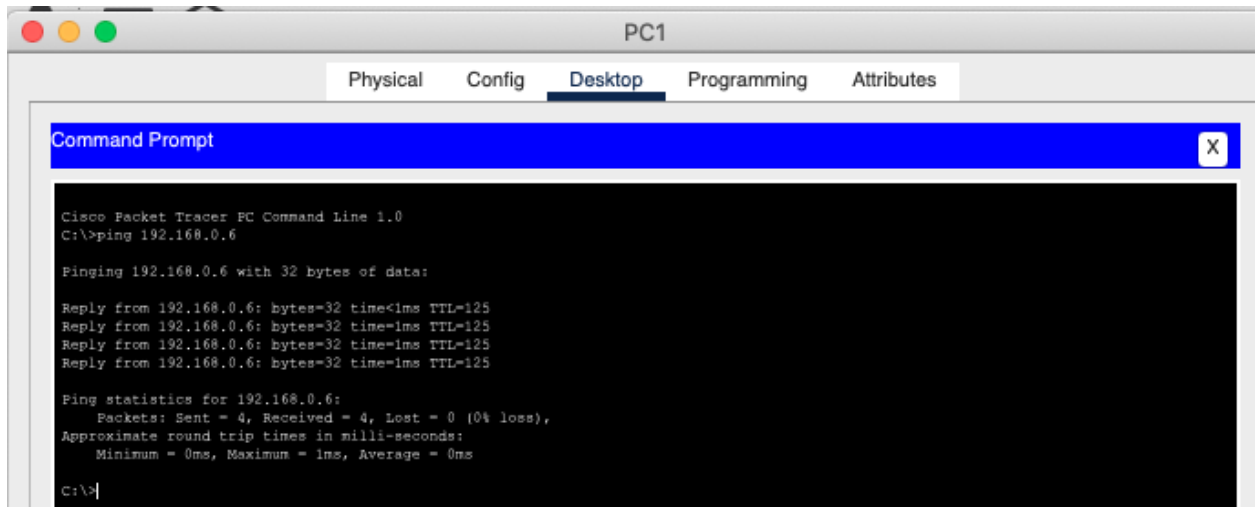 PC1
Physical Config Desktop Programming Attributes
Command Prompt
X
Cisco Packet Tracer PC Command Line 1.0
C:\>ping 192.168.0.6
Pinging 192.168.0.6 with 32 bytes of data:
Reply from 192.168.0.6: bytes=32 time<1ms TTL=125
Reply from 192.168.0.6: bytes=32 time=1ms TTL=125
Reply from 192.168.0.6: bytes=32 time=1ms TTL=125
Reply from 192.168.0.6: bytes=32 time=1ms TTL=125
Ping statistics for 192.168.0.6:
Packets: Sent = 4, Received = 4, Lost = 0 (0% loss),
Approximate round trip times in milli-seconds:
Minimum = 0ms, Maximum = 1ms, Average = 0ms
C:\>